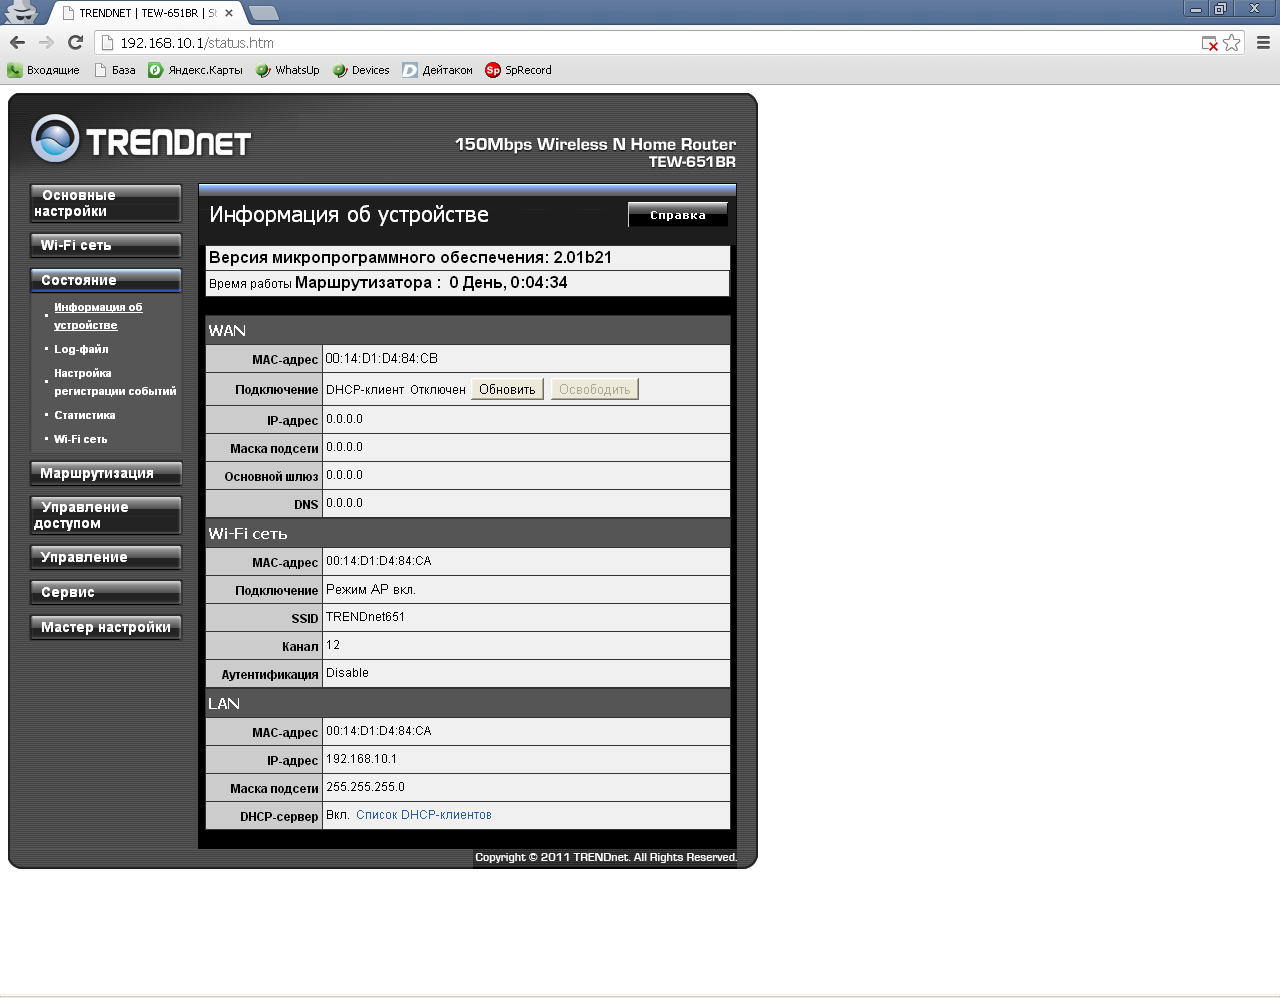 TRENDNET | TEW-651BR | St
192.168.10.1/status.htm
Входящие База Яндекс.Карты WhatsUp Devices Дейтаком SpRecord
TRENDNET
150Mbps Wireless N Home Router
TEW-651BR
Основные
настройки
Wi-Fi сеть
Состояние
Информация об
устройстве
Log-файл
Настройка
регистрации событий
Статистика
Wi-Fi сеть
Маршрутизация
Управление
доступом
Управление
Сервис
Мастер настройки
Информация об устройстве
Справка
Версия микропрограммного обеспечения: 2.01b21
Время работы Маршрутизатора : 0 День, 0:04:34
WAN
MAC-адрес 00:14:D1:D4:84:CB
Подключение DHCP-клиент Отключен Обновить Освободить
IP-адрес 0.0.0.0
Маска подсети 0.0.0.0
Основной шлюз 0.0.0.0
DNS 0.0.0.0
Wi-Fi сеть
MAC-адрес 00:14:D1:D4:84:CA
Подключение Режим AP вкл.
SSID TRENDnet651
Канал 12
Аутентификация Disable
LAN
MAC-адрес 00:14:D1:D4:84:CA
IP-адрес 192.168.10.1
Маска подсети 255.255.255.0
DHCP-сервер Вкл. Список DHCP-клиентов
Copyright © 2011 TRENDnet. All Rights Reserved.